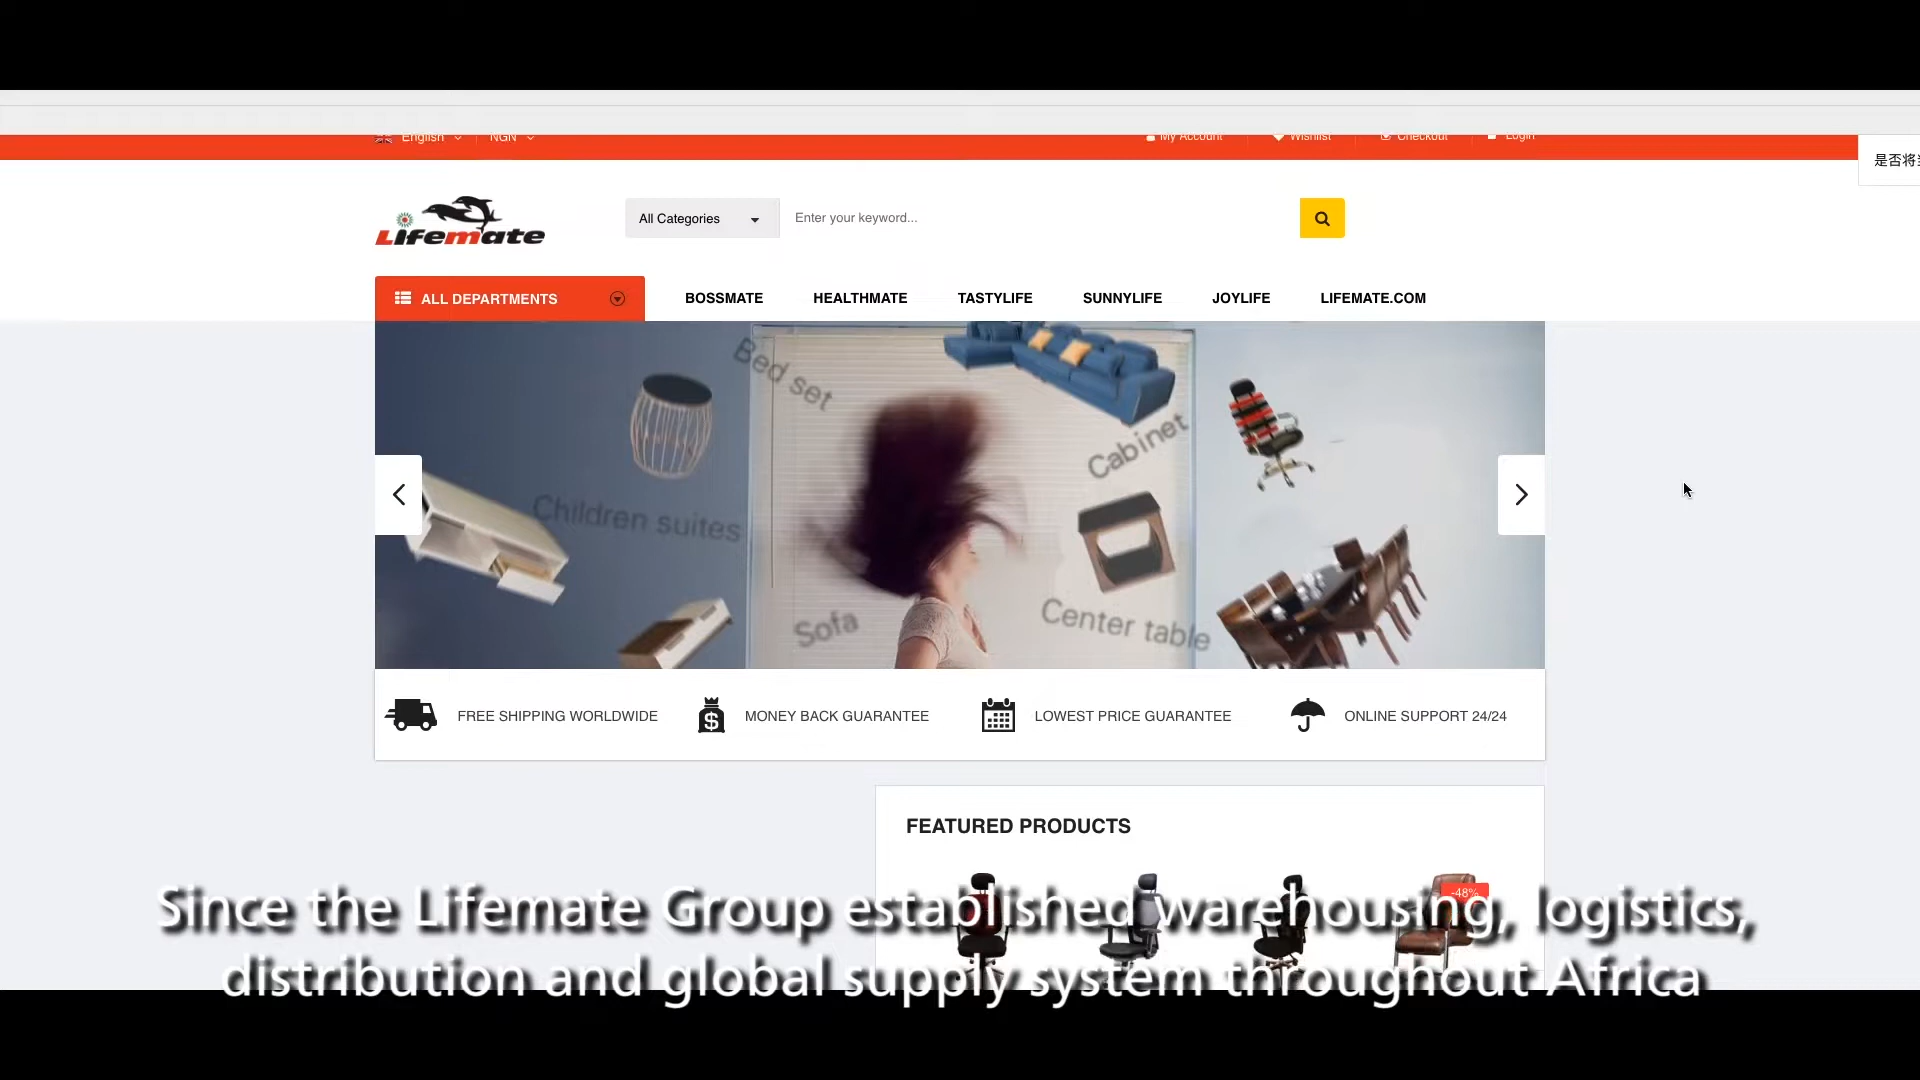 English
NGN
My Account
Wishlist
Checkout
Login
是否将
Lifemate
All Categories
Enter your keyword...
ALL DEPARTMENTS
BOSSMATE
HEALTHMATE
TASTYLIFE
SUNNYLIFE
JOYLIFE
LIFEMATE.COM
Bed set
Cabinet
Children suites
Sofa
Center table
FREE SHIPPING WORLDWIDE
MONEY BACK GUARANTEE
LOWEST PRICE GUARANTEE
ONLINE SUPPORT 24/24
FEATURED PRODUCTS
-48%
Since the Lifemate Group established warehousing, logistics,
distribution and global supply system throughout Africa